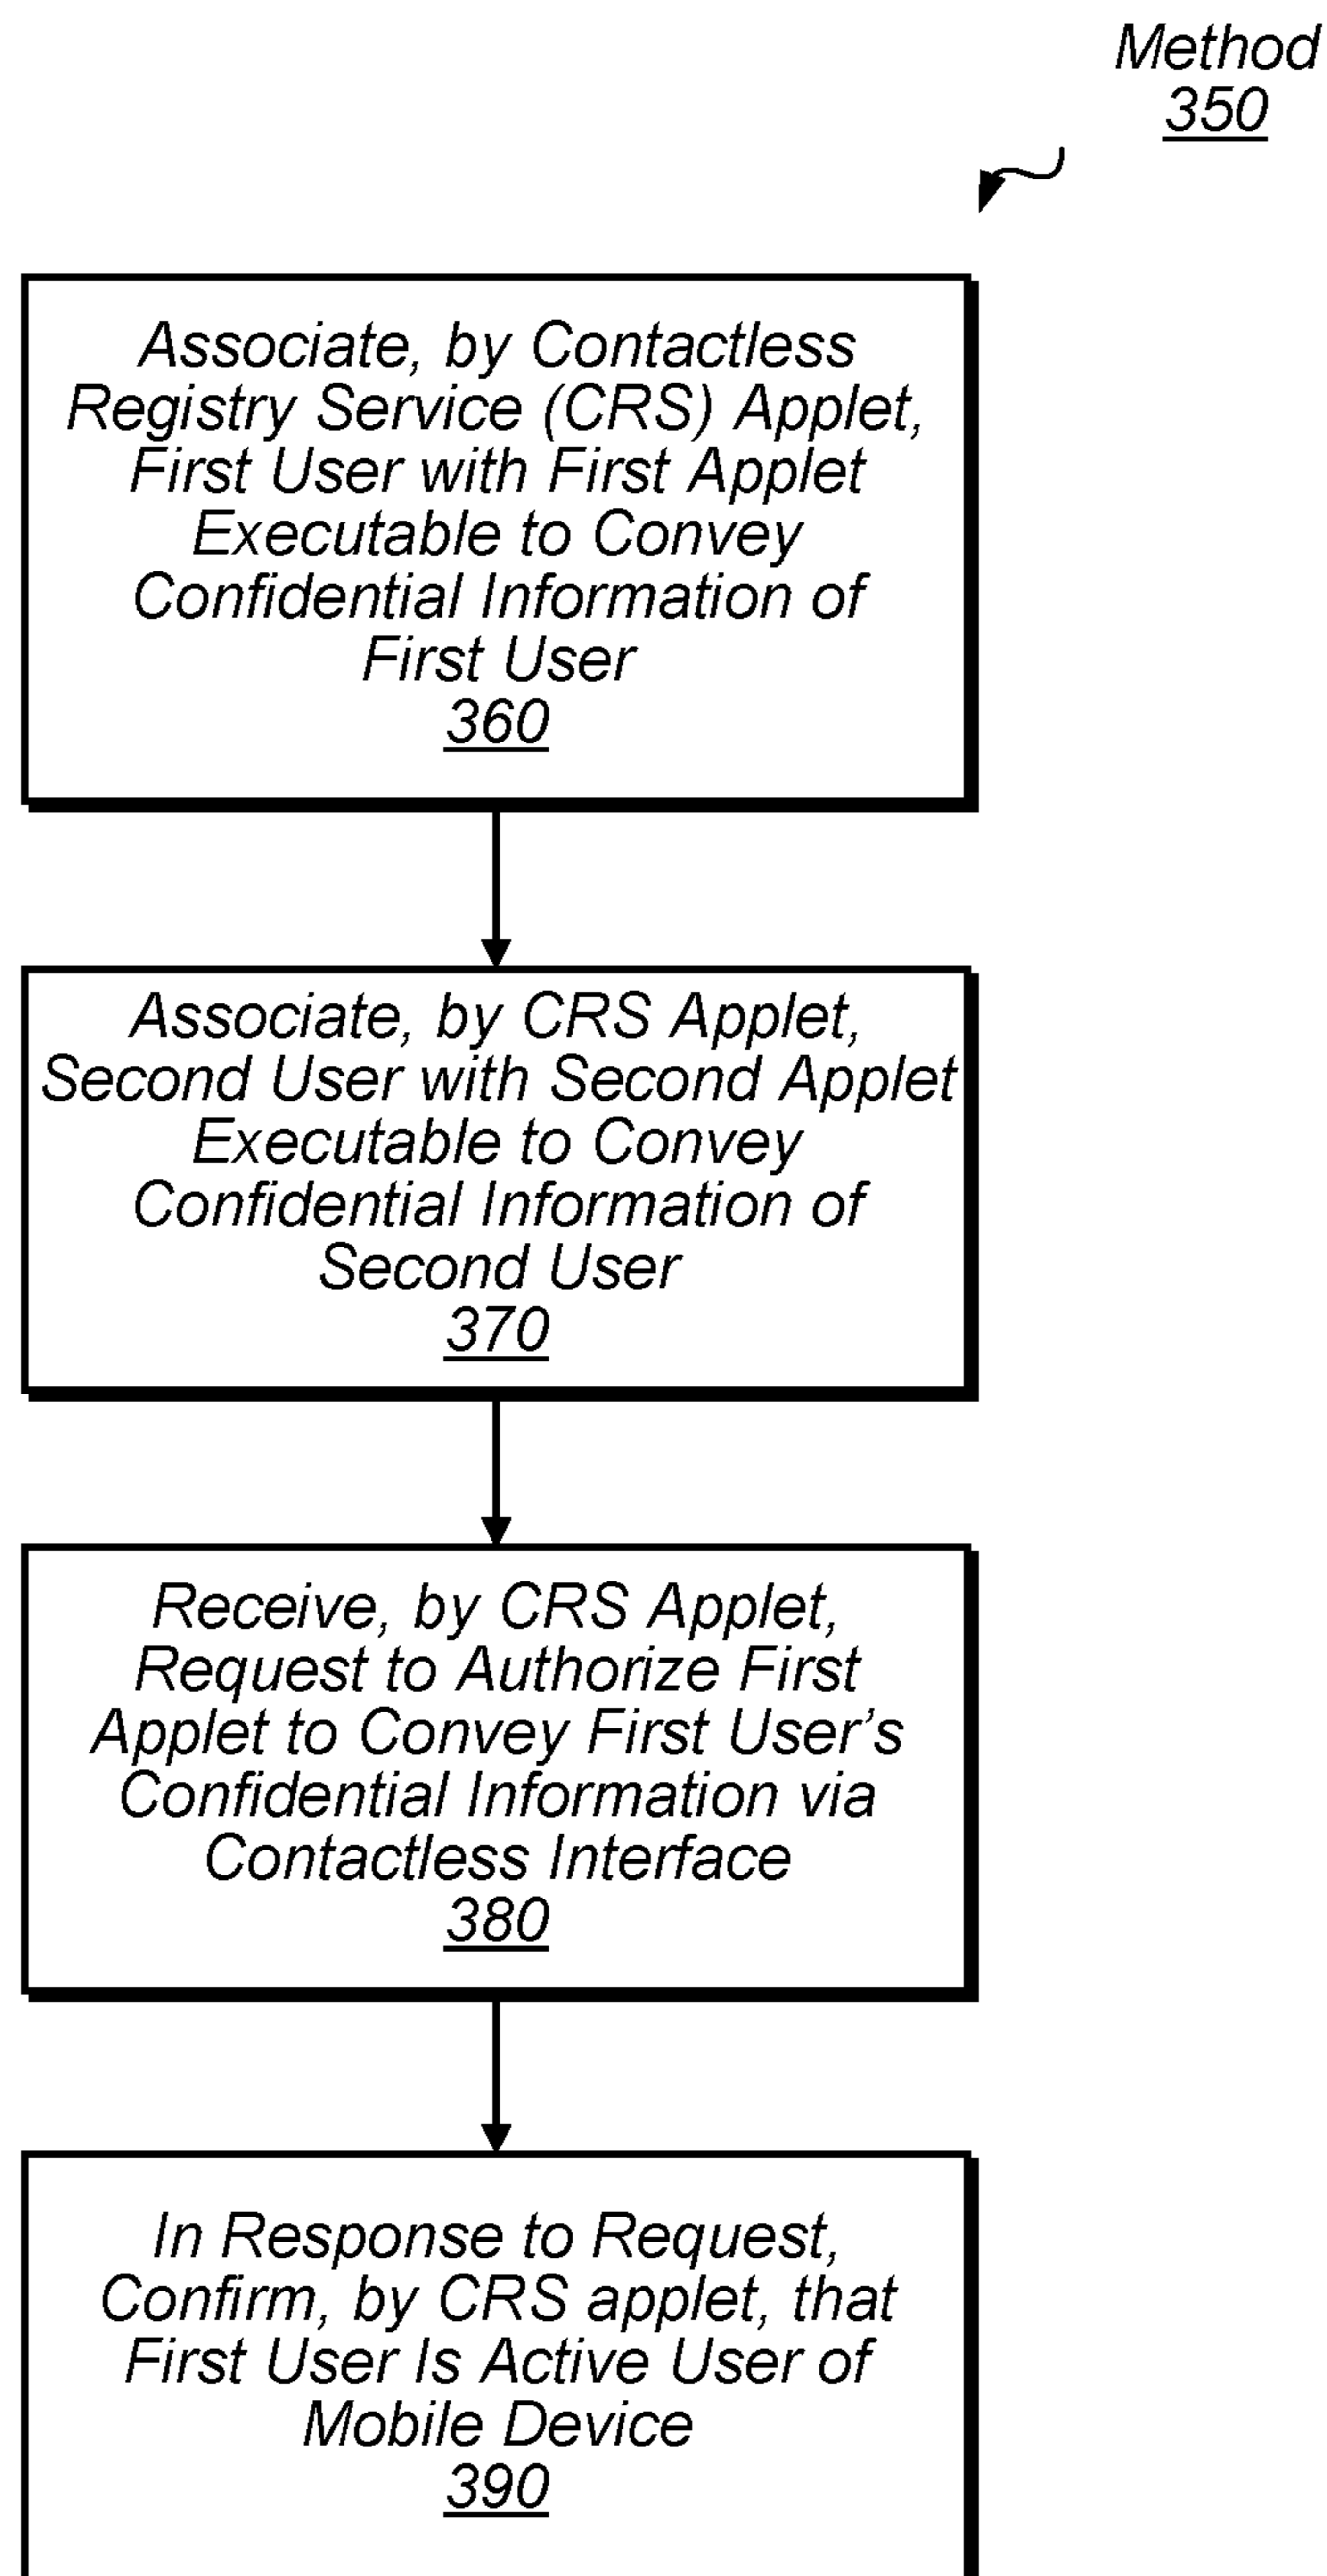 Method
350
Associate, by Contactless
Registry Service (CRS) Applet,
First User with First Applet
Executable to Convey
Confidential Information of
First User
360
Associate, by CRS Applet,
Second User with Second Applet
Executable to Convey
Confidential Information of
Second User
370
Receive, by CRS Applet,
Request to Authorize First
Applet to Convey First User's
Confidential Information via
Contactless Interface
380
In Response to Request,
Confirm, by CRS applet, that
First User Is Active User of
Mobile Device
390